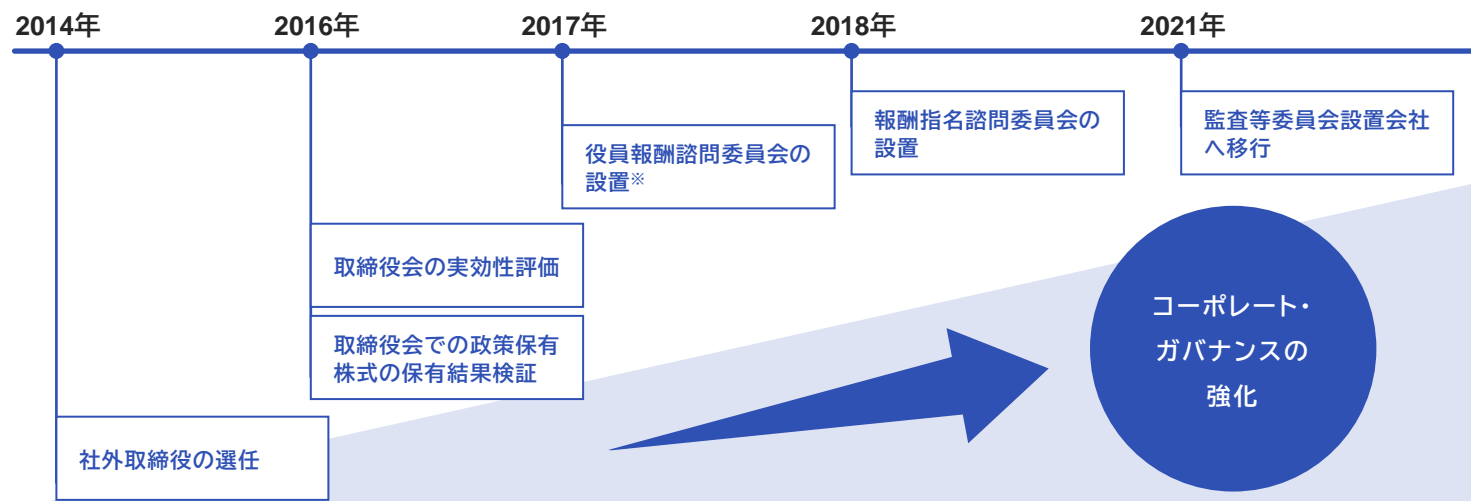 2014年
2016年
2017年
2018年
2021年
報酬指名諮問委員会の
設置
監査等委員会設置会社
へ移行
役員報酬諮問委員会の
設置※
取締役会の実効性評価
取締役会での政策保有
株式の保有結果検証
社外取締役の選任
コーポレート・
ガバナンスの
強化